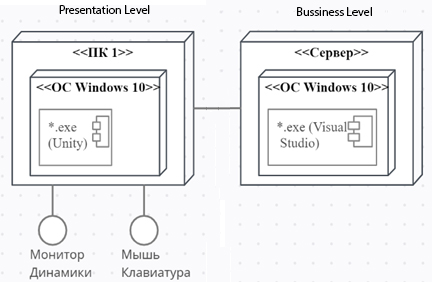 Presentation Level
Bussiness Level
<<ПК 1>>
<<Сервер>>
<<ОС Windows 10>>
<<ОС Windows 10>>
*.exe
(Unity)
*.exe (Visual
Studio)
Монитор
Динамики
Мышь
Клавиатура